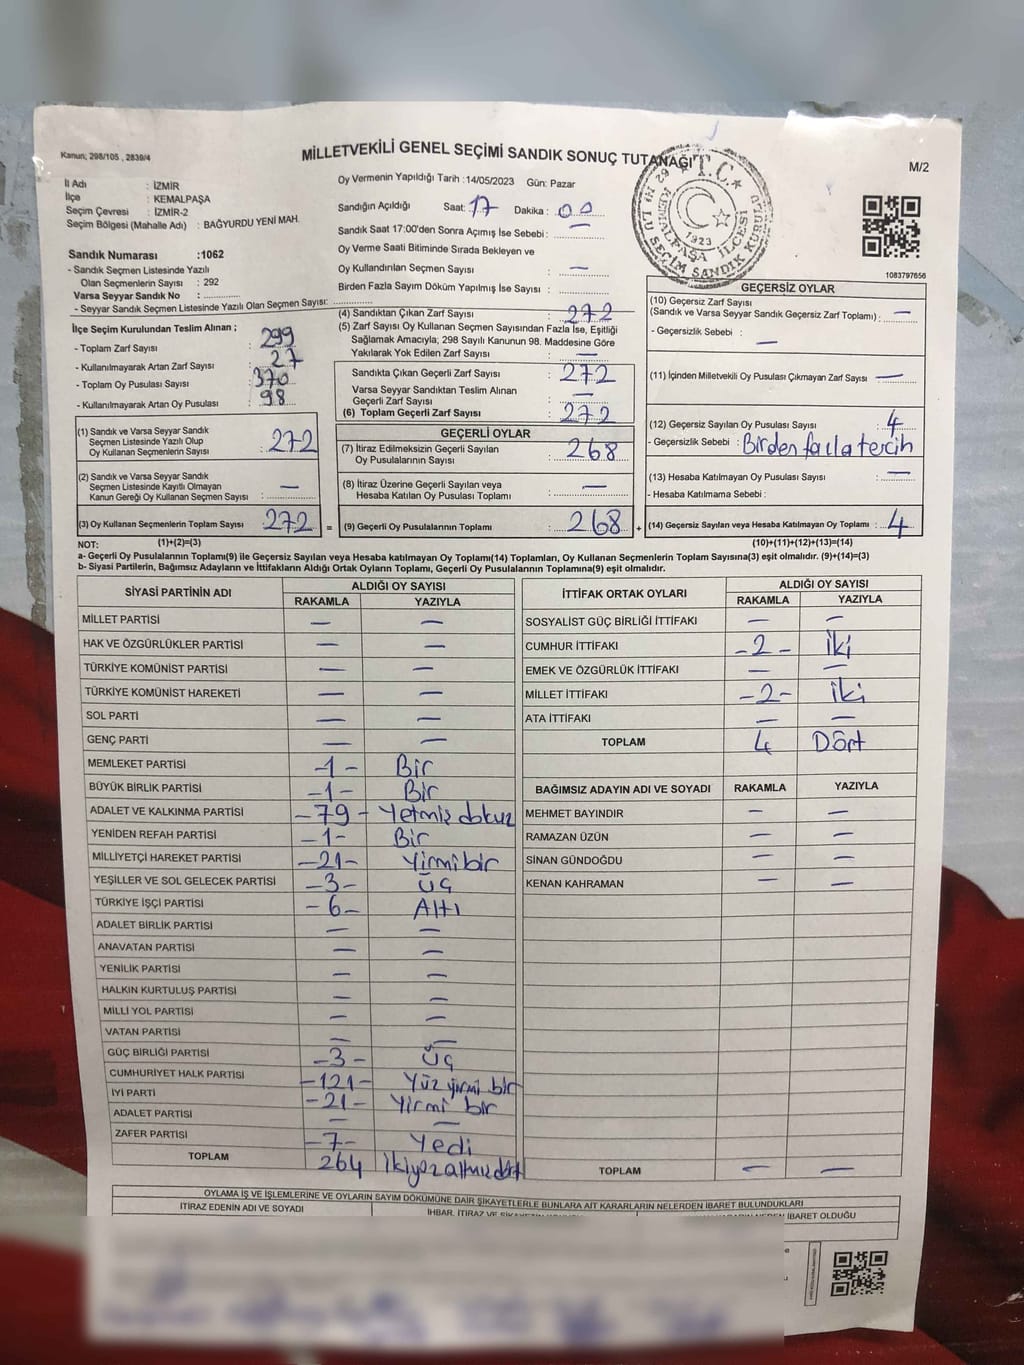 Kanun; 298/105 , 2839/4
MİLLETVEKİLİ GENEL SEÇİMİ SANDIK SONUÇ TUTANAĞI
M/2
T.C.
KEMALPAŞA İLÇESİ
1923
İl Adı : İZMİR
İlçe : KEMALPAŞA
Seçim Çevresi : İZMİR-2
Seçim Bölgesi (Mahalle Adı) : BAĞYURDU YENİ MAH.
Sandık Numarası :1062
- Sandık Seçmen Listesinde Yazılı
Olan Seçmenlerin Sayısı : 292
Varsa Seyyar Sandık No :
- Seyyar Sandık Seçmen Listesinde Yazılı Olan Seçmen Sayısı:
Oy Vermenin Yapıldığı Tarih :14/05/2023 Gün: Pazar
Sandığın Açıldığı Saat: 17 Dakika : 00
Sandık Saat 17:00'den Sonra Açımış İse Sebebi : —
Oy Verme Saati Bitiminde Sırada Bekleyen ve
Oy Kullandırılan Seçmen Sayısı : —
Birden Fazla Sayım Döküm Yapılmış İse Sayısı :
1083797656
İlçe Seçim Kurulundan Teslim Alınan ;
- Toplam Zarf Sayısı : 299
- Kullanılmayarak Artan Zarf Sayısı : 27
- Toplam Oy Pusulası Sayısı : 370
- Kullanılmayarak Artan Oy Pusulası : 98
(4) Sandıktan Çıkan Zarf Sayısı : 272
(5) Zarf Sayısı Oy Kullanan Seçmen Sayısından Fazla İse, Eşitliği
Sağlamak Amacıyla, 298 Sayılı Kanunun 98. Maddesine Göre
Yakılarak Yok Edilen Zarf Sayısı : —
Sandıkta Çıkan Geçerli Zarf Sayısı : 272
Varsa Seyyar Sandıktan Teslim Alınan
Geçerli Zarf Sayısı : —
(6) Toplam Geçerli Zarf Sayısı : 272
GEÇERSİZ OYLAR
(10) Geçersiz Zarf Sayısı
(Sandık ve Varsa Seyyar Sandık Geçersiz Zarf Toplamı) : —
- Geçersizlik Sebebi : —
(11) İçinden Milletvekili Oy Pusulası Çıkmayan Zarf Sayısı : —
(12) Geçersiz Sayılan Oy Pusulası Sayısı : 4
- Geçersizlik Sebebi : Birden fazla tercih
(13) Hesaba Katılmayan Oy Pusulası Sayısı : —
- Hesaba Katılmama Sebebi :
(1) Sandık ve Varsa Seyyar Sandık
Seçmen Listesinde Yazılı Olup
Oy Kullanan Seçmenlerin Sayısı : 272
(2) Sandık ve Varsa Seyyar Sandık
Seçmen Listesinde Kayıtlı Olmayan
Kanun Gereği Oy Kullanan Seçmen Sayısı : —
GEÇERLİ OYLAR
(7) İtiraz Edilmeksizin Geçerli Sayılan
Oy Pusulalarının Sayısı : 268
(8) İtiraz Üzerine Geçerli Sayılan veya
Hesaba Katılan Oy Pusulası Toplamı : —
(3) Oy Kullanan Seçmenlerin Toplam Sayısı : 272 = (9) Geçerli Oy Pusulalarının Toplamı : 268 + (14) Geçersiz Sayılan veya Hesaba Katılmayan Oy Toplamı : 4
NOT: (1)+(2)=(3) (10)+(11)+(12)+(13)=(14)
a- Geçerli Oy Pusulalarının Toplamı(9) ile Geçersiz Sayılan veya Hesaba katılmayan Oy Toplamı(14) Toplamları, Oy Kullanan Seçmenlerin Toplam Sayısına(3) eşit olmalıdır. (9)+(14)=(3)
b- Siyasi Partilerin, Bağımsız Adayların ve İttifakların Aldığı Ortak Oyların Toplamı, Geçerli Oy Pusulalarının Toplamına(9) eşit olmalıdır.
SİYASİ PARTİNİN ADI ALDIĞI OY SAYISI
RAKAMLA YAZIYLA
MİLLET PARTİSİ — —
HAK VE ÖZGÜRLÜKLER PARTİSİ — —
TÜRKİYE KOMÜNİST PARTİSİ — —
TÜRKİYE KOMÜNİST HAREKETİ — —
SOL PARTİ — —
GENÇ PARTİ — —
MEMLEKET PARTİSİ -1- Bir
BÜYÜK BİRLİK PARTİSİ -1- Bir
ADALET VE KALKINMA PARTİSİ -79- Yetmiş dokuz
YENİDEN REFAH PARTİSİ -1- Bir
MİLLİYETÇİ HAREKET PARTİSİ -21- Yirmi bir
YEŞİLLER VE SOL GELECEK PARTİSİ -3- Üç
TÜRKİYE İŞÇİ PARTİSİ -6- Altı
ADALET BİRLİK PARTİSİ — —
ANAVATAN PARTİSİ — —
YENİLİK PARTİSİ — —
HALKIN KURTULUŞ PARTİSİ — —
MİLLİ YOL PARTİSİ — —
VATAN PARTİSİ — —
GÜÇ BİRLİĞİ PARTİSİ -3- Üç
CUMHURİYET HALK PARTİSİ -121- Yüz yirmi bir
İYİ PARTİ -21- Yirmi bir
ADALET PARTİSİ — —
ZAFER PARTİSİ -7- Yedi
TOPLAM 264 İkiyüz altmış dört
İTTİFAK ORTAK OYLARI ALDIĞI OY SAYISI
RAKAMLA YAZIYLA
SOSYALİST GÜÇ BİRLİĞİ İTTİFAKI — —
CUMHUR İTTİFAKI -2- İki
EMEK VE ÖZGÜRLÜK İTTİFAKI — —
MİLLET İTTİFAKI -2- İki
ATA İTTİFAKI — —
TOPLAM 4 Dört
BAĞIMSIZ ADAYIN ADI VE SOYADI RAKAMLA YAZIYLA
MEHMET BAYINDIR — —
RAMAZAN ÜZÜN — —
SİNAN GÜNDOĞDU — —
KENAN KAHRAMAN — —
TOPLAM — —
OYLAMA İŞ VE İŞLEMLERİNE VE OYLARIN SAYIM DÖKÜMÜNE DAİR ŞİKAYETLERLE BUNLARA AİT KARARLARIN NELERDEN İBARET BULUNDUKLARI
İTİRAZ EDENİN ADI VE SOYADI İHBAR, İTİRAZ VE İBARET OLDUĞU